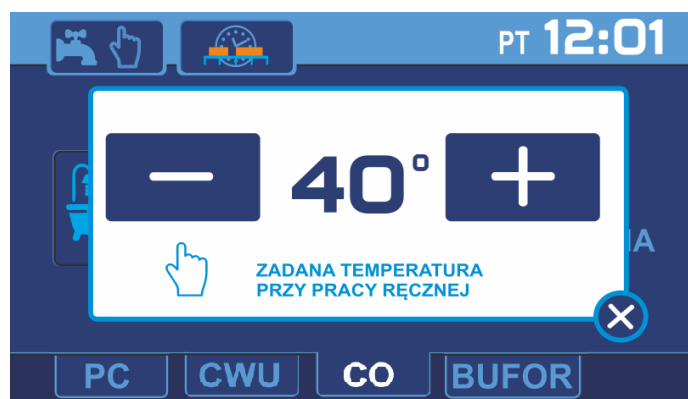 PT 12:01
− 40° +
ZADANA TEMPERATURA
PRZY PRACY RĘCZNEJ
PC CWU CO BUFOR